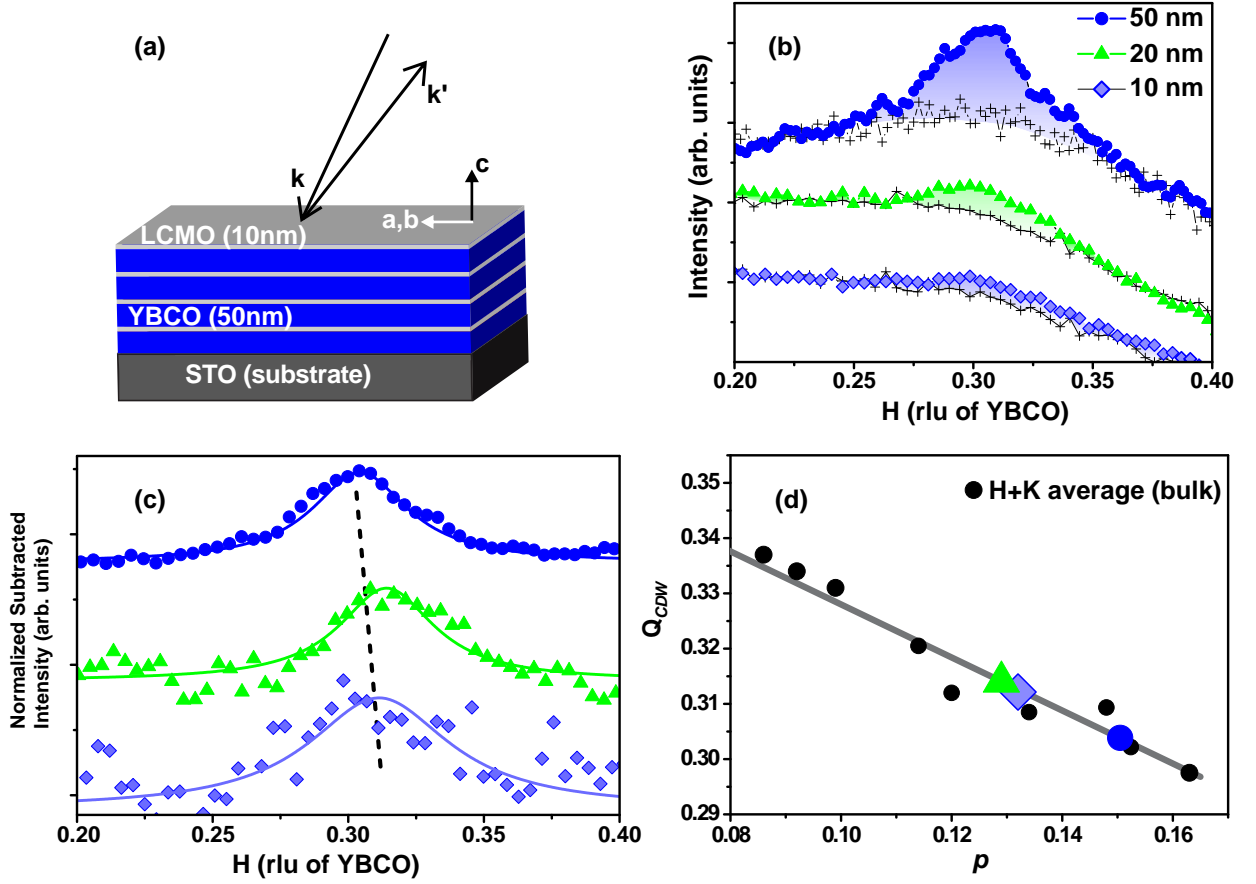 (a)
k'
k
c
a,b
LCMO (10nm)
YBCO (50nm)
STO (substrate)
(b)
50 nm
20 nm
10 nm
Intensity (arb. units)
0.20 0.25 0.30 0.35 0.40
H (rlu of YBCO)
(c)
Normalized Subtracted
Intensity (arb. units)
0.20 0.25 0.30 0.35 0.40
H (rlu of YBCO)
(d)
H+K average (bulk)
Q_CDW
0.35
0.34
0.33
0.32
0.31
0.30
0.29
0.08 0.10 0.12 0.14 0.16
p